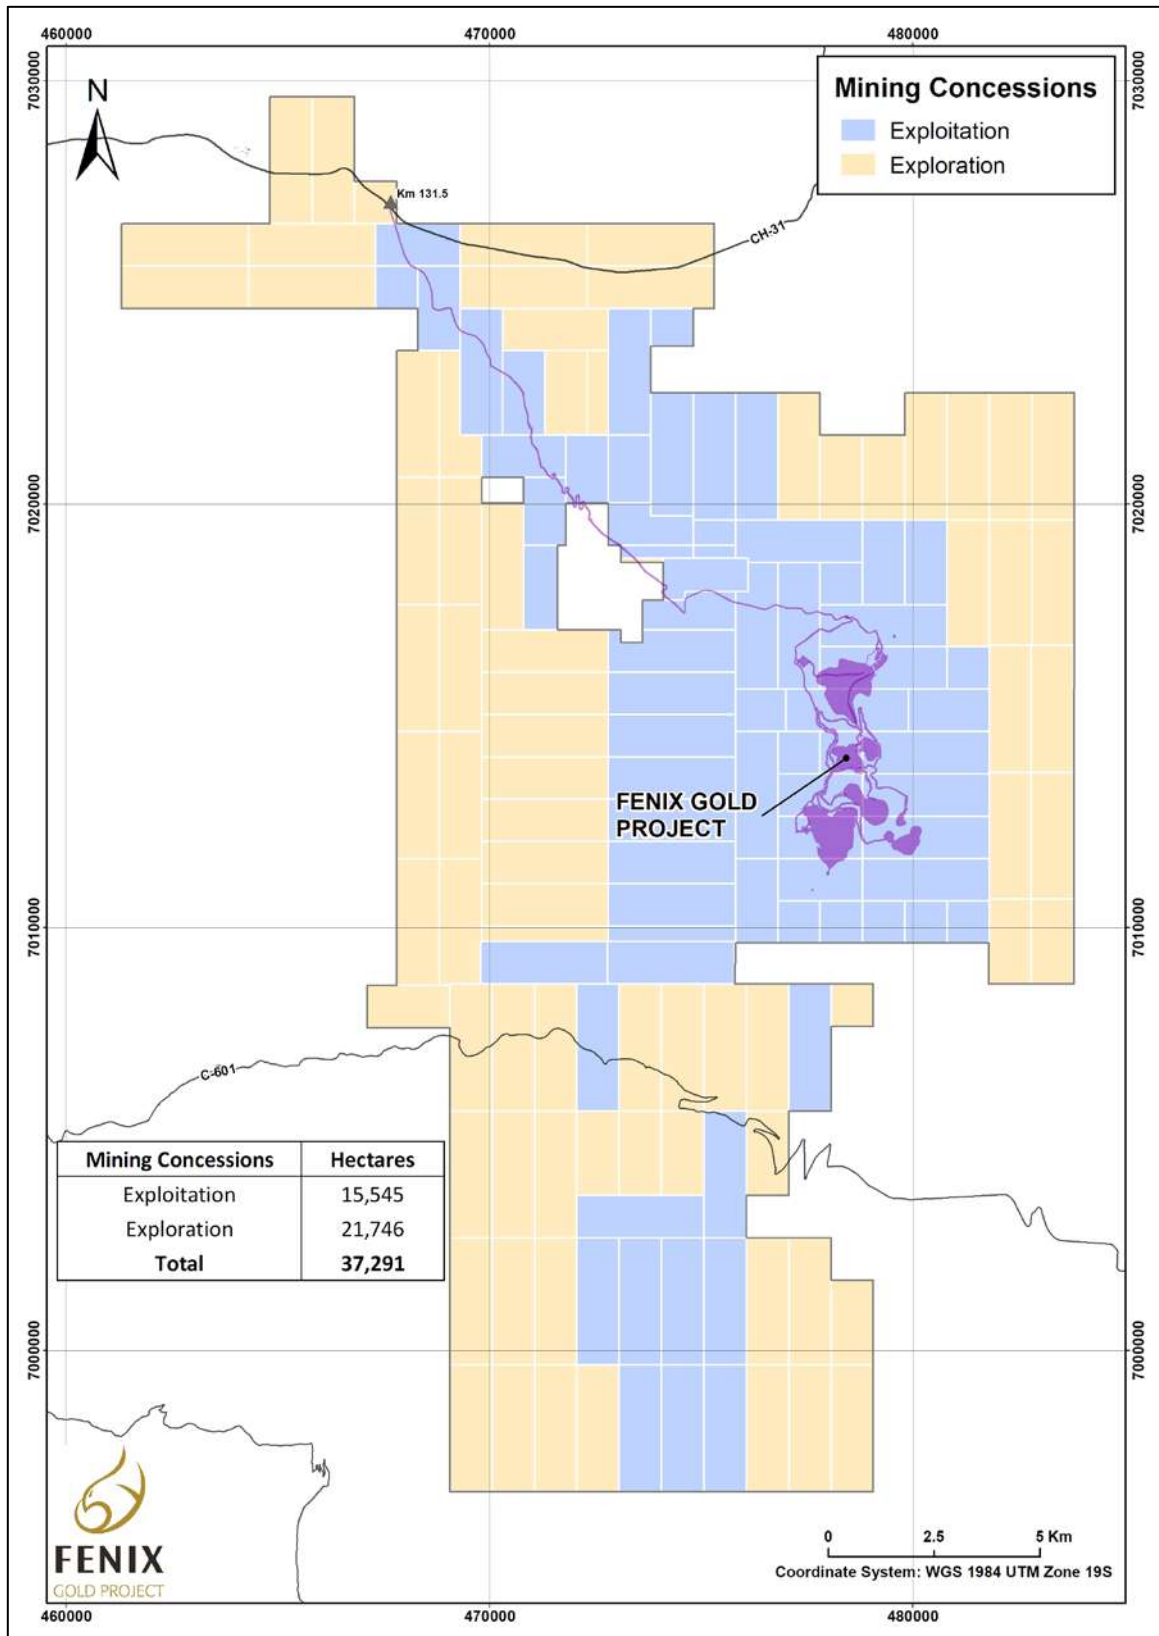 460000
470000
480000
7030000
7030000
N
Mining Concessions
Exploitation
Exploration
Km 131.5
CH-31
7020000
7020000
FENIX GOLD
PROJECT
7010000
7010000
C-601
Mining Concessions Hectares
Exploitation 15,545
Exploration 21,746
Total 37,291
7000000
7000000
FENIX
GOLD PROJECT
0 2.5 5 Km
Coordinate System: WGS 1984 UTM Zone 19S
460000
470000
480000